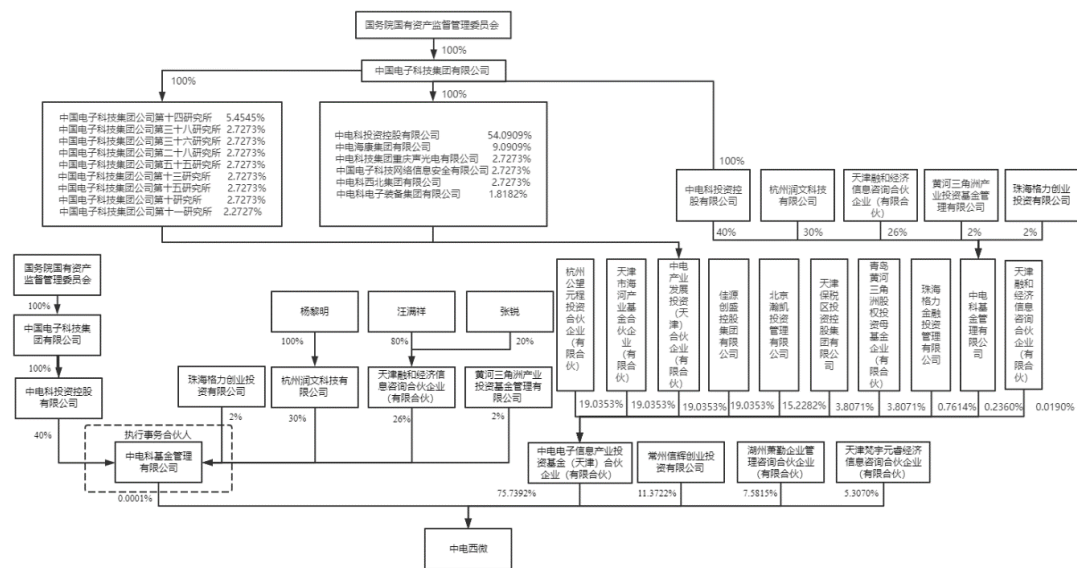 国务院国有资产监督管理委员会
100%
中国电子科技集团有限公司
100%
100%
中国电子科技集团公司第十四研究所 5.4545%
中国电子科技集团公司第三十八研究所 2.7273%
中国电子科技集团公司第三十六研究所 2.7273%
中国电子科技集团公司第二十八研究所 2.7273%
中国电子科技集团公司第五十五研究所 2.7273%
中国电子科技集团公司第十三研究所 2.7273%
中国电子科技集团公司第十五研究所 2.7273%
中国电子科技集团公司第十研究所 2.7273%
中国电子科技集团公司第十一研究所 2.2727%
中电科投资控股有限公司 54.0909%
中电海康集团有限公司 9.0909%
中电科技集团重庆声光电有限公司 2.7273%
中国电子科技网络信息安全有限公司 2.7273%
中电科西北集团有限公司 2.7273%
中电科电子装备集团有限公司 1.8182%
100%
中电科投资控
股有限公司
杭州润文科技有
限公司
天津融和经济
信息咨询合伙
企业（有限合
伙）
黄河三角洲产
业投资基金管
理有限公司
珠海格力创业
投资有限公司
40%
30%
26%
2%
2%
国务院国有资产
监督管理委员会
100%
中国电子科技集
团有限公司
100%
中电科投资控股
有限公司
40%
杨黎明
100%
汪满祥
80%
张锐
20%
珠海格力创业投
资有限公司
2%
杭州润文科技有
限公司
30%
天津融和经济信
息咨询合伙企业
（有限合伙）
26%
黄河三角洲产业
投资基金管理有
限公司
2%
执行事务合伙人
中电科基金管理
有限公司
0.0001%
杭州公望元程投资合伙企业（有限合伙）
天津市海河产业基金合伙企业（有限合伙）
中电产业发展投资（天津）合伙企业（有限合伙）
佳源创盛控股集团有限公司
北京瀚凯投资管理有限公司
天津保税区投资控股集团有限公司
青岛黄河三角洲股权投资母基金企业（有限合伙）
珠海格力金融投资管理有限公司
中电科基金管理有限公司
天津融和经济信息咨询合伙企业（有限合伙）
19.0353%
19.0353%
19.0353%
19.0353%
15.2282%
3.8071%
3.8071%
0.7614%
0.2360%
0.0190%
中电电子信息产业投
资基金（天津）合伙
企业（有限合伙）
常州信辉创业投
资有限公司
湖州萧勤企业管
理咨询合伙企业
（有限合伙）
天津梵宇元睿经济
信息咨询合伙企业
（有限合伙）
75.7392%
11.3722%
7.5815%
5.3070%
中电西微